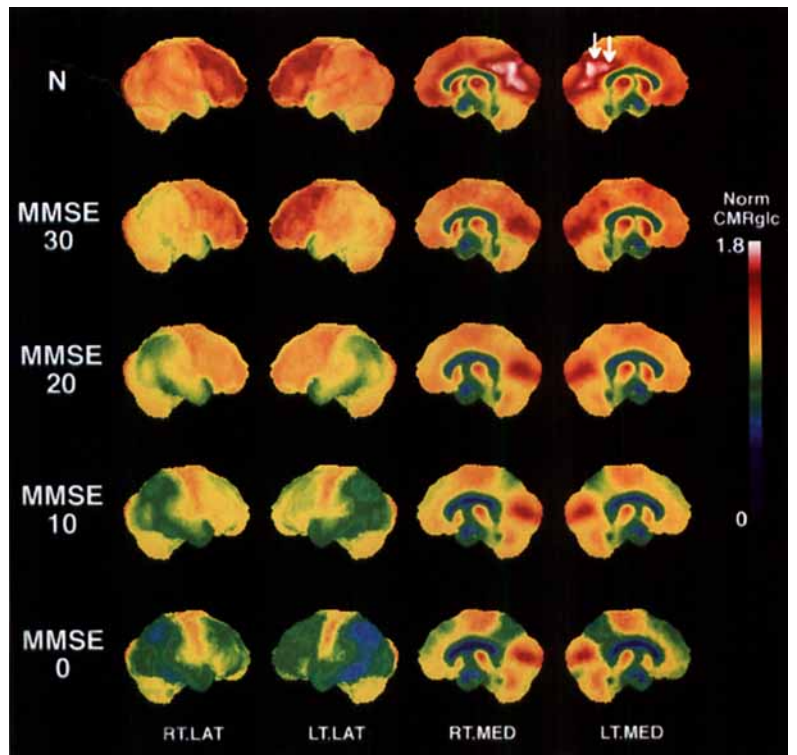 N
MMSE
30
Norm
CMRglc
1.8
MMSE
20
MMSE
10
0
MMSE
0
RT.LAT LT.LAT RT.MED LT.MED